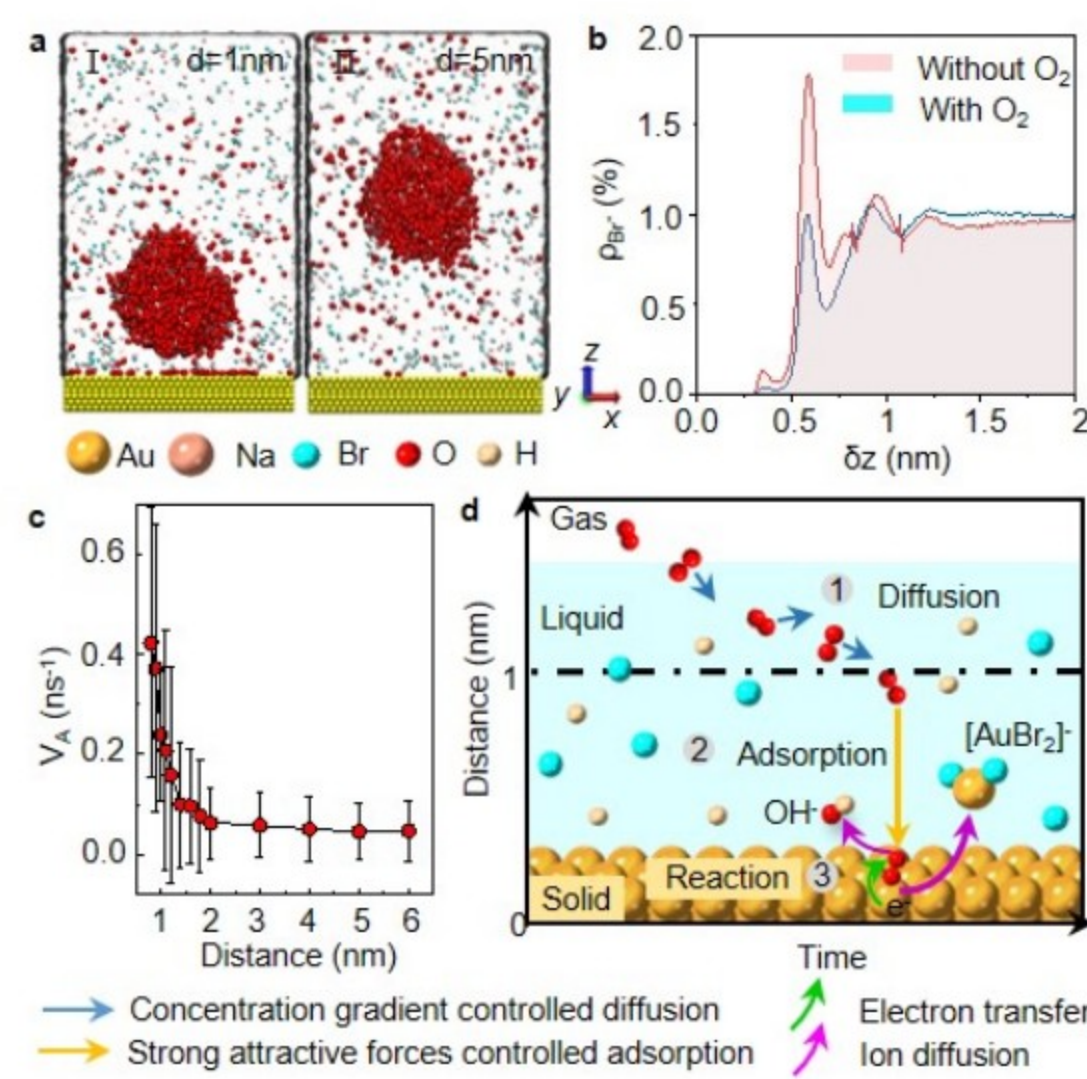 a
I d=1nm
II d=5nm
z
y
x
Au Na Br O H
b
2.0
1.5
1.0
0.5
0.0
ρBr- (%)
Without O2
With O2
0.0 0.5 1 1.5 2
δz (nm)
c
0.6
0.4
0.2
0.0
VA (ns-1)
1 2 3 4 5 6
Distance (nm)
d
Gas
1 Diffusion
Liquid
1
Distance (nm)
2 Adsorption
[AuBr2]-
OH-
Reaction 3
Solid
e-
0
Time
Concentration gradient controlled diffusion
Strong attractive forces controlled adsorption
Electron transfer
Ion diffusion